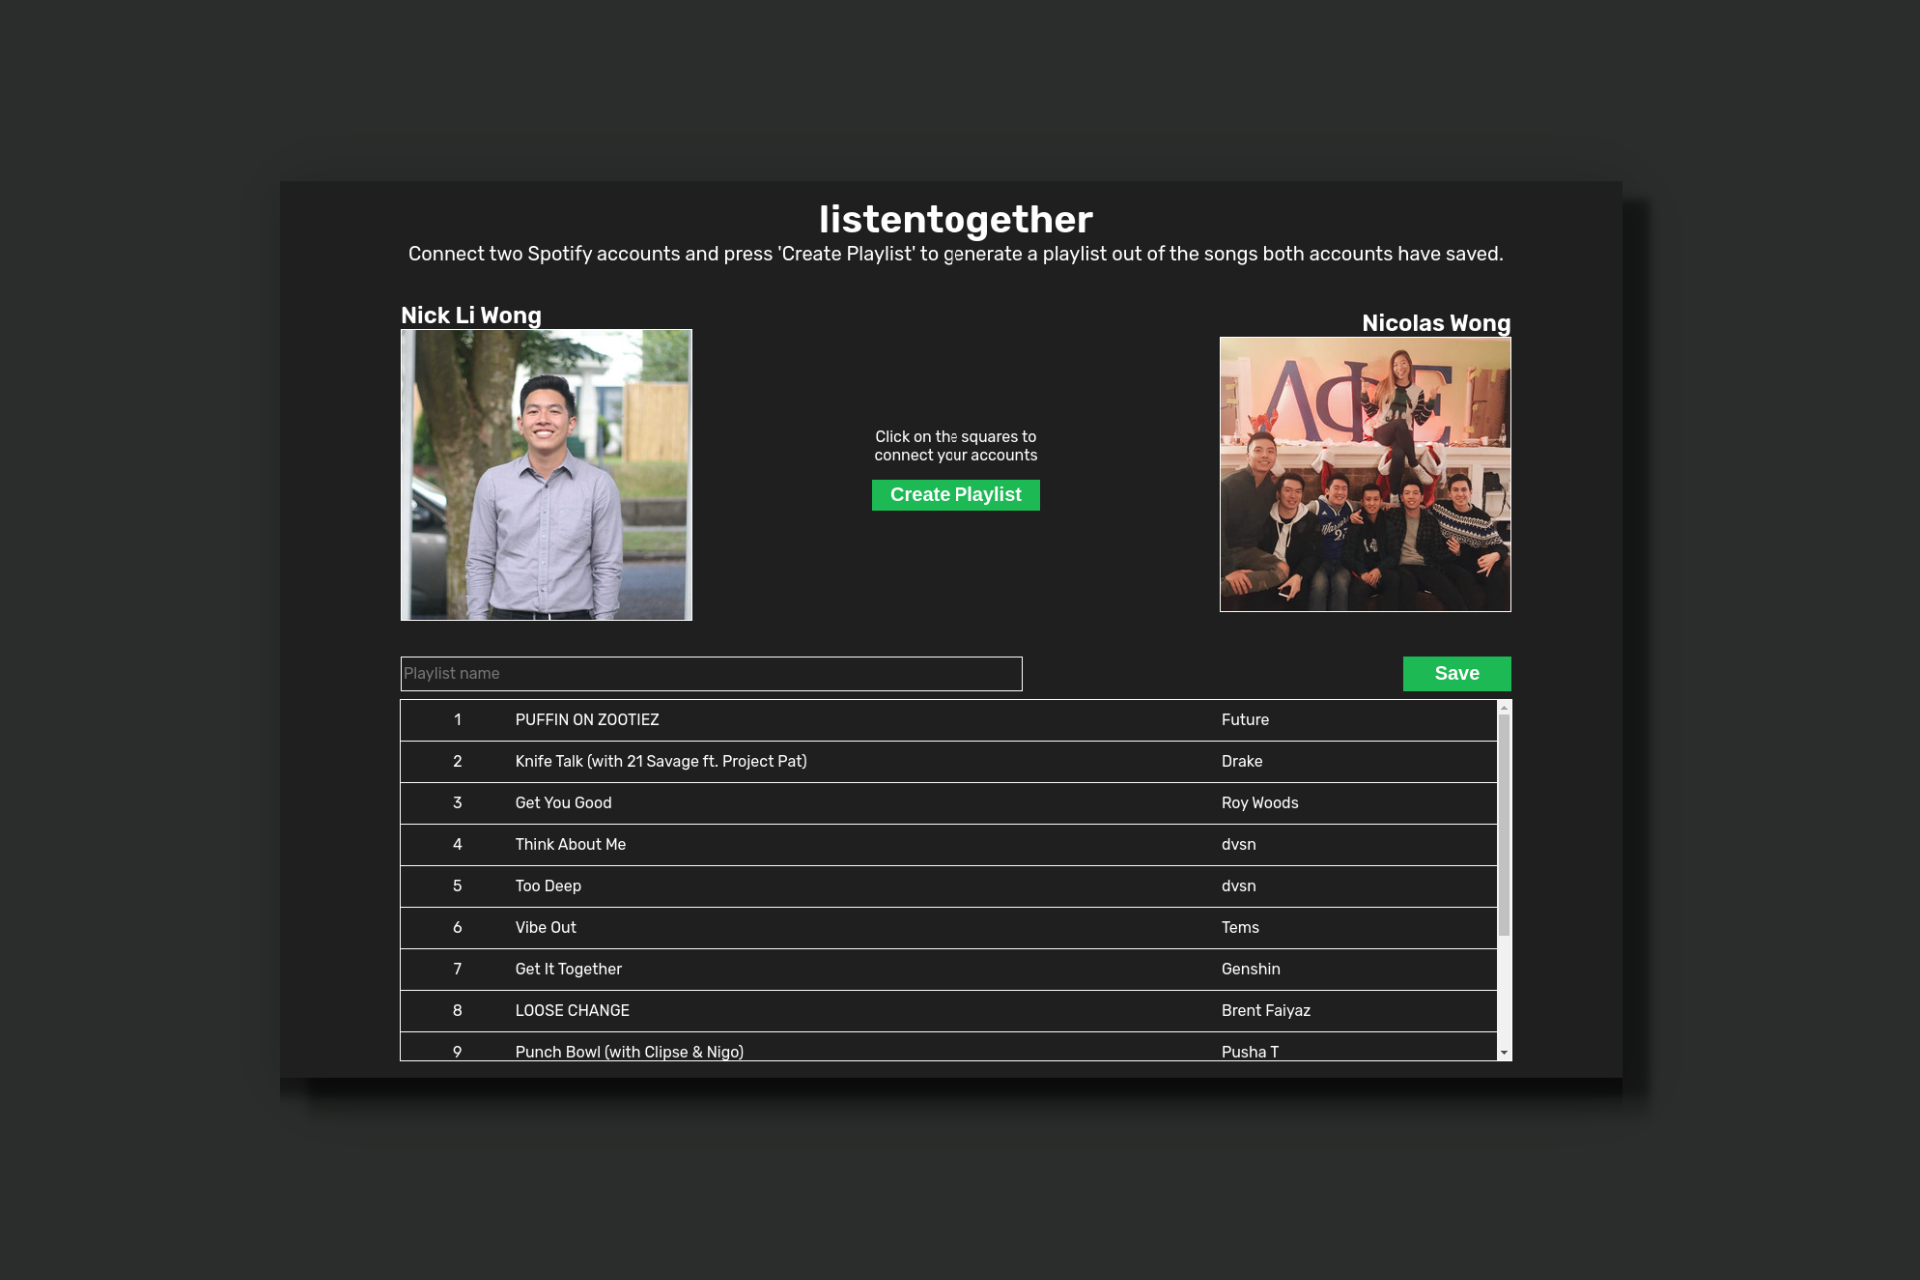 listentogether
Connect two Spotify accounts and press 'Create Playlist' to generate a playlist out of the songs both accounts have saved.
Nick Li Wong
Nicolas Wong
ΛΦE
Click on the squares to
connect your accounts
Create Playlist
Playlist name
Save
1 PUFFIN ON ZOOTIEZ Future
2 Knife Talk (with 21 Savage ft. Project Pat) Drake
3 Get You Good Roy Woods
4 Think About Me dvsn
5 Too Deep dvsn
6 Vibe Out Tems
7 Get It Together Genshin
8 LOOSE CHANGE Brent Faiyaz
9 Punch Bowl (with Clipse & Nigo) Pusha T